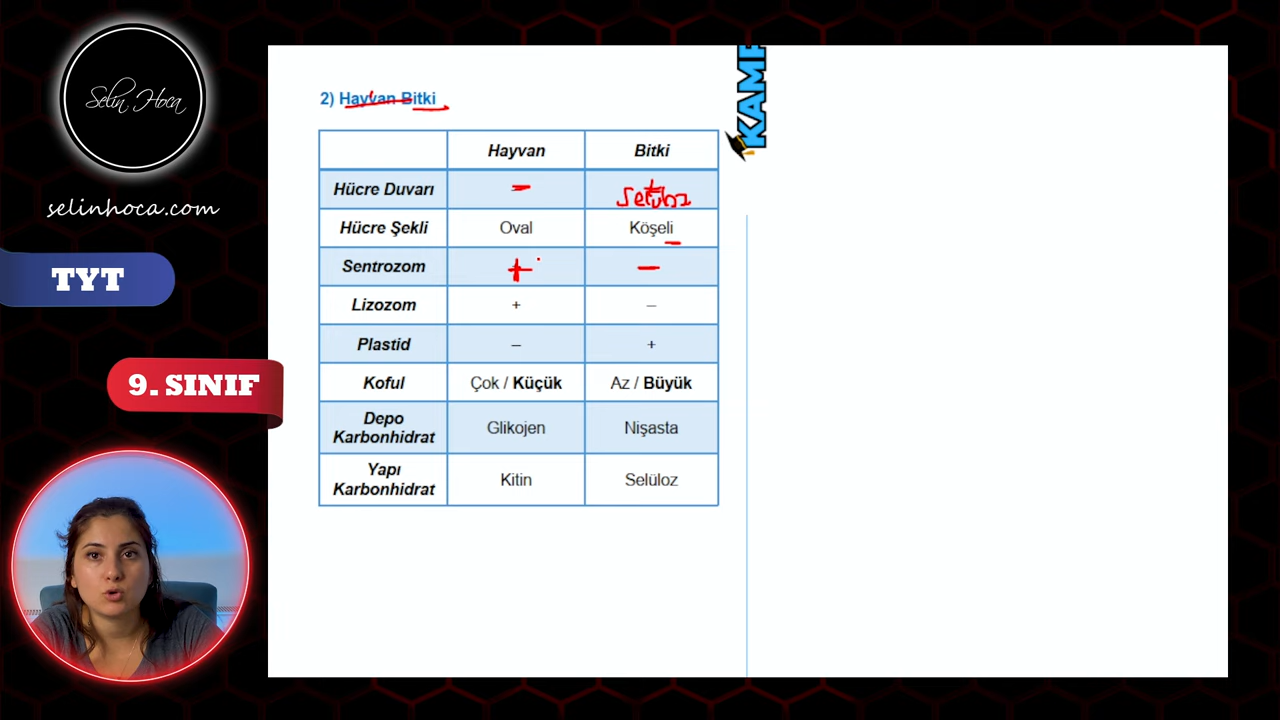 Selin Hoca
selinhoca.com
TYT
9. SINIF
KAMP
2) Hayvan Bitki
Hayvan Bitki
Hücre Duvarı - + Selüloz
Hücre Şekli Oval Köşeli
Sentrozom + -
Lizozom + –
Plastid – +
Koful Çok / Küçük Az / Büyük
Depo
Karbonhidrat Glikojen Nişasta
Yapı
Karbonhidrat Kitin Selüloz